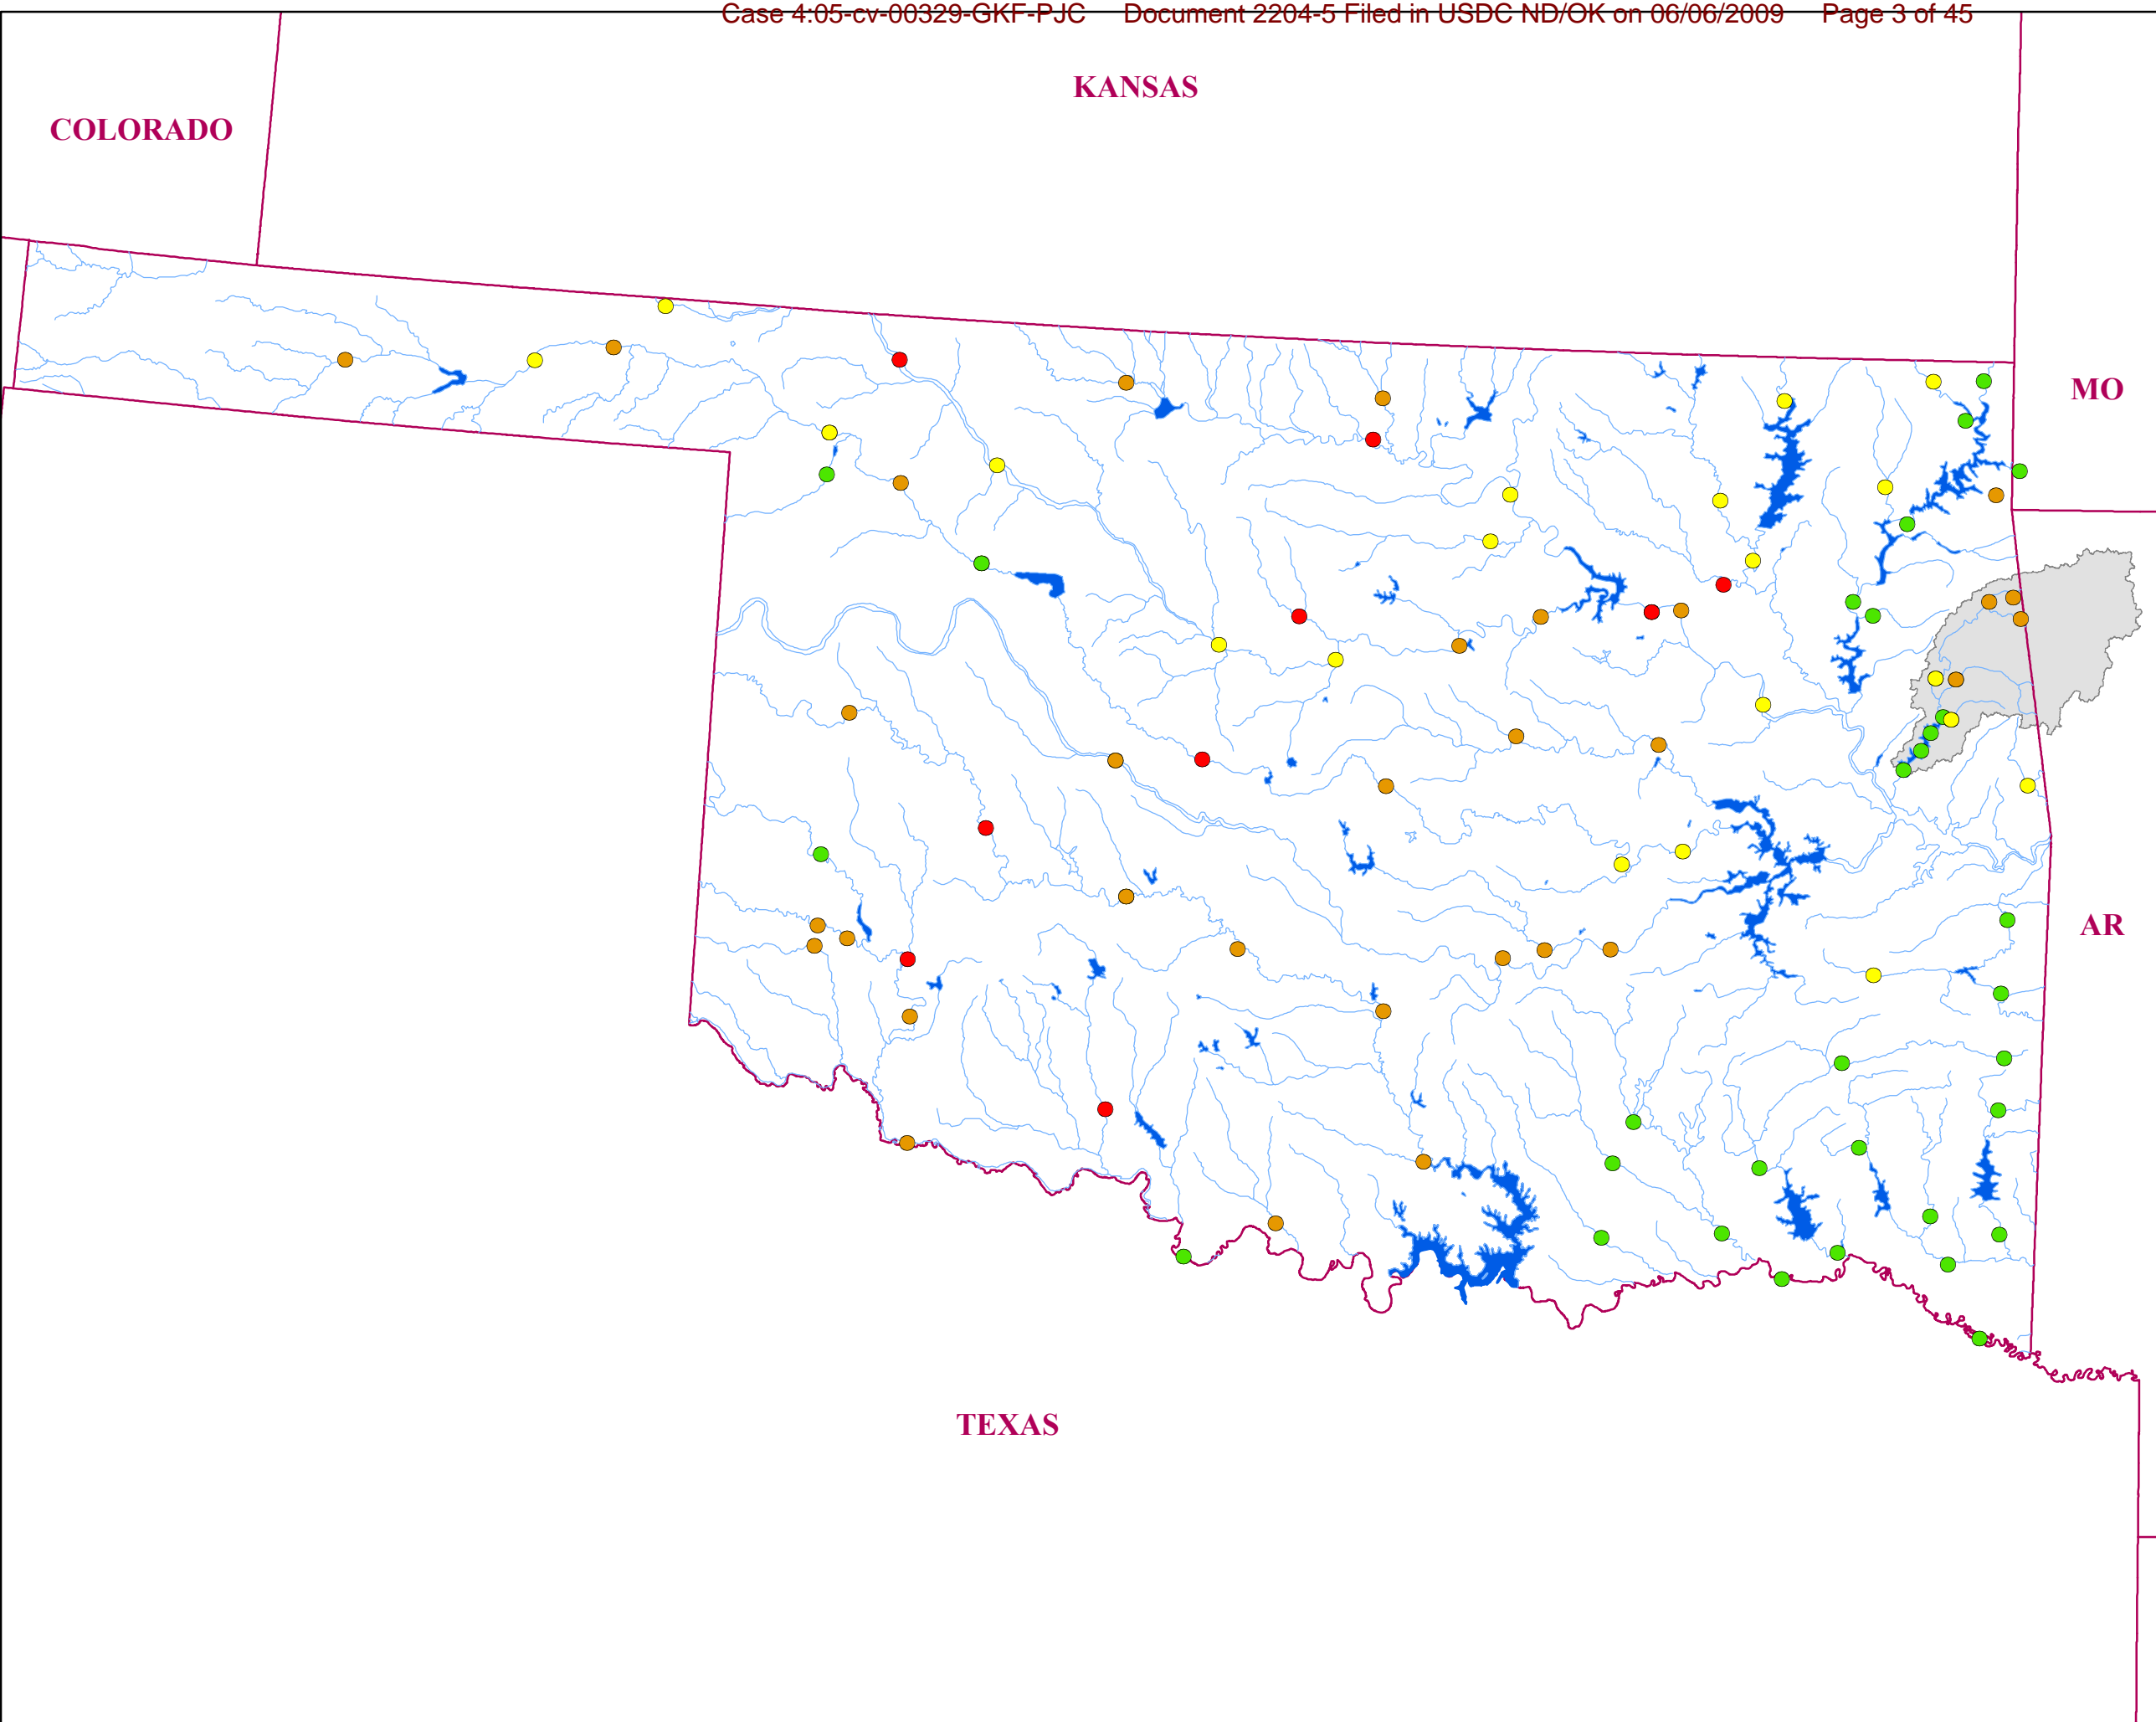 Case 4:05-cv-00329-GKF-PJC Document 2204-5 Filed in USDC ND/OK on 06/06/2009 Page 3 of 45
KANSAS
COLORADO
MO
AR
TEXAS